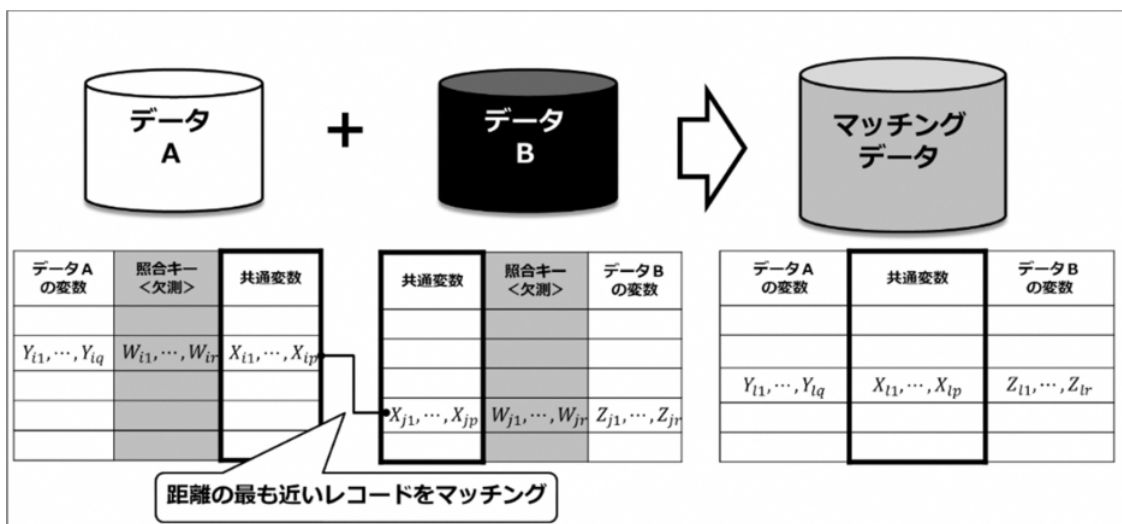 データ
A
+
データ
B
マッチング
データ
データA
の変数
照合キー
<欠測>
共通変数
Y_{i1},⋯,Y_{iq}
W_{i1},⋯,W_{ir}
X_{i1},⋯,X_{ip}
共通変数
照合キー
<欠測>
データB
の変数
X_{j1},⋯,X_{jp}
W_{j1},⋯,W_{jr}
Z_{j1},⋯,Z_{jr}
データA
の変数
共通変数
データB
の変数
Y_{l1},⋯,Y_{lq}
X_{l1},⋯,X_{lp}
Z_{l1},⋯,Z_{lr}
距離の最も近いレコードをマッチング